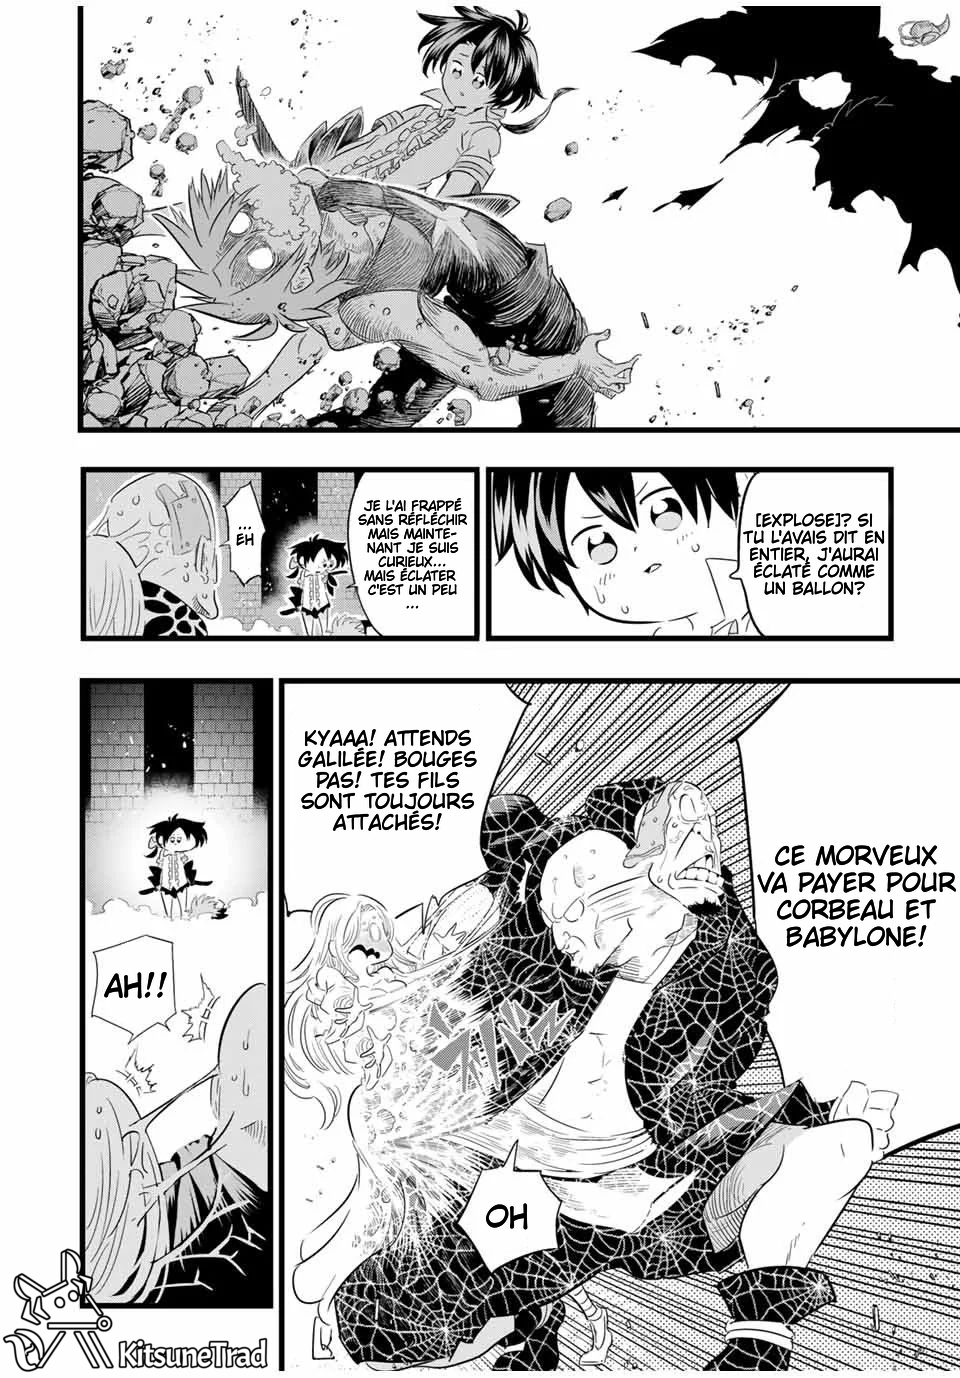 [EXPLOSE]? SI
TU L'AVAIS DIT EN
ENTIER, J'AURAI
ÉCLATÉ COMME
UN BALLON?
JE L'AI FRAPPÉ
SANS RÉFLÉCHIR
MAIS MAINTE-
NANT JE SUIS
CURIEUX...
MAIS ÉCLATER
C'EST UN PEU
...
...
ÉH
CE MORVEUX
VA PAYER POUR
CORBEAU ET
BABYLONE!
KYAAA! ATTENDS
GALILÉE! BOUGES
PAS! TES FILS
SONT TOUJOURS
ATTACHÉS!
OH
AH!!
KitsuneTrad